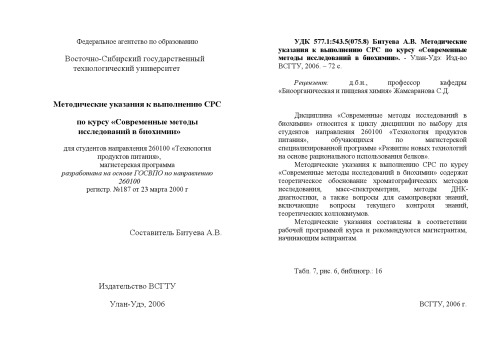 Федеральное агентство по образованию
Восточно-Сибирский государственный
технологический университет
Методические указания к выполнению СРС
по курсу «Современные методы
исследований в биохимии»
для студентов направления 260100 «Технология
продуктов питания»,
магистерская программа
разработана на основе ГОСВПО по направлению
260100
регистр. №187 от 23 марта 2000 г
Составитель Битуева А.В.
Издательство ВСГТУ
Улан-Удэ, 2006
УДК 577.1:543.5(075.8) Битуева А.В. Методические
указания к выполнению СРС по курсу «Современные
методы исследований в биохимии». - Улан-Удэ: Изд-во
ВСГТУ, 2006. – 72 с.
Рецензент: д.б.н., профессор кафедры
«Биоорганическая и пищевая химия» Жамсаранова С.Д.
Дисциплина «Современные методы исследований в
биохимии» относится к циклу дисциплин по выбору для
студентов направления 260100 «Технология продуктов
питания», обучающихся по магистерской
специализированной программе «Развитие новых технологий
на основе рационального использования белков».
Методические указания к выполнению СРС по курсу
«Современные методы исследований в биохимии» содержат
теоретическое обоснование хроматографических методов
исследования, масс-спектрометрии, методы ДНК-
диагностики, а также вопросы для самопроверки знаний,
включающие вопросы текущего контроля знаний,
теоретических коллоквиумов.
Методические указания составлены в соответствии
рабочей программой курса и рекомендуются магистрантам,
начинающим аспирантам.
Табл. 7, рис. 6, библиогр.: 16
ВСГТУ, 2006 г.